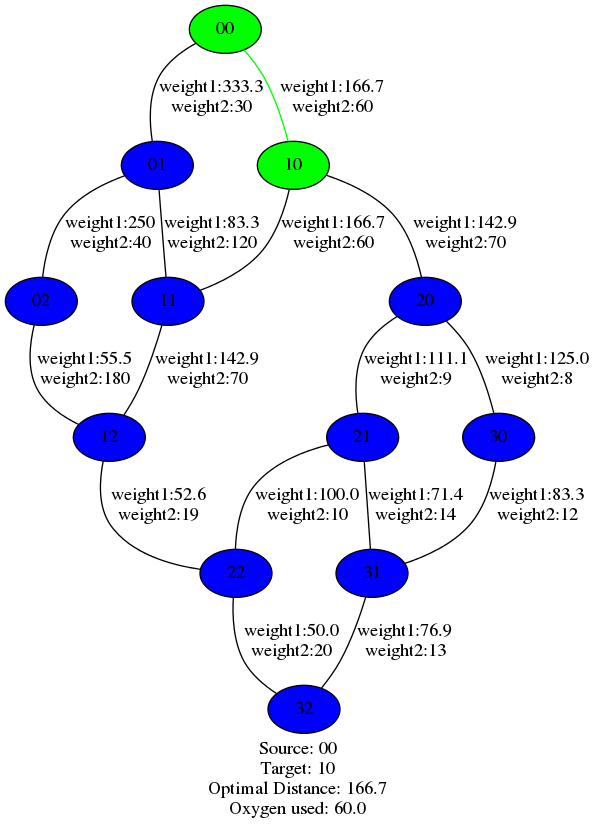 00
weight1:333.3
weight2:30
weight1:166.7
weight2:60
01
10
weight1:250
weight2:40
weight1:83.3
weight2:120
weight1:166.7
weight2:60
weight1:142.9
weight2:70
02
11
20
weight1:55.5
weight2:180
weight1:142.9
weight2:70
weight1:111.1
weight2:9
weight1:125.0
weight2:8
12
21
30
weight1:52.6
weight2:19
weight1:100.0
weight2:10
weight1:71.4
weight2:14
weight1:83.3
weight2:12
22
31
weight1:50.0
weight2:20
weight1:76.9
weight2:13
32
Source: 00
Target: 10
Optimal Distance: 166.7
Oxygen used: 60.0